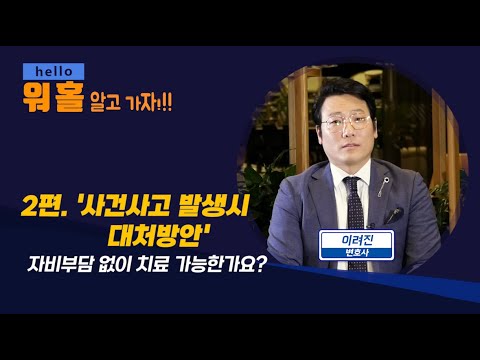 hello
워홀 알고 가자!!!
2편. '사건사고 발생시
대처방안'
자비부담 없이 치료 가능한가요?
이려진
변호사